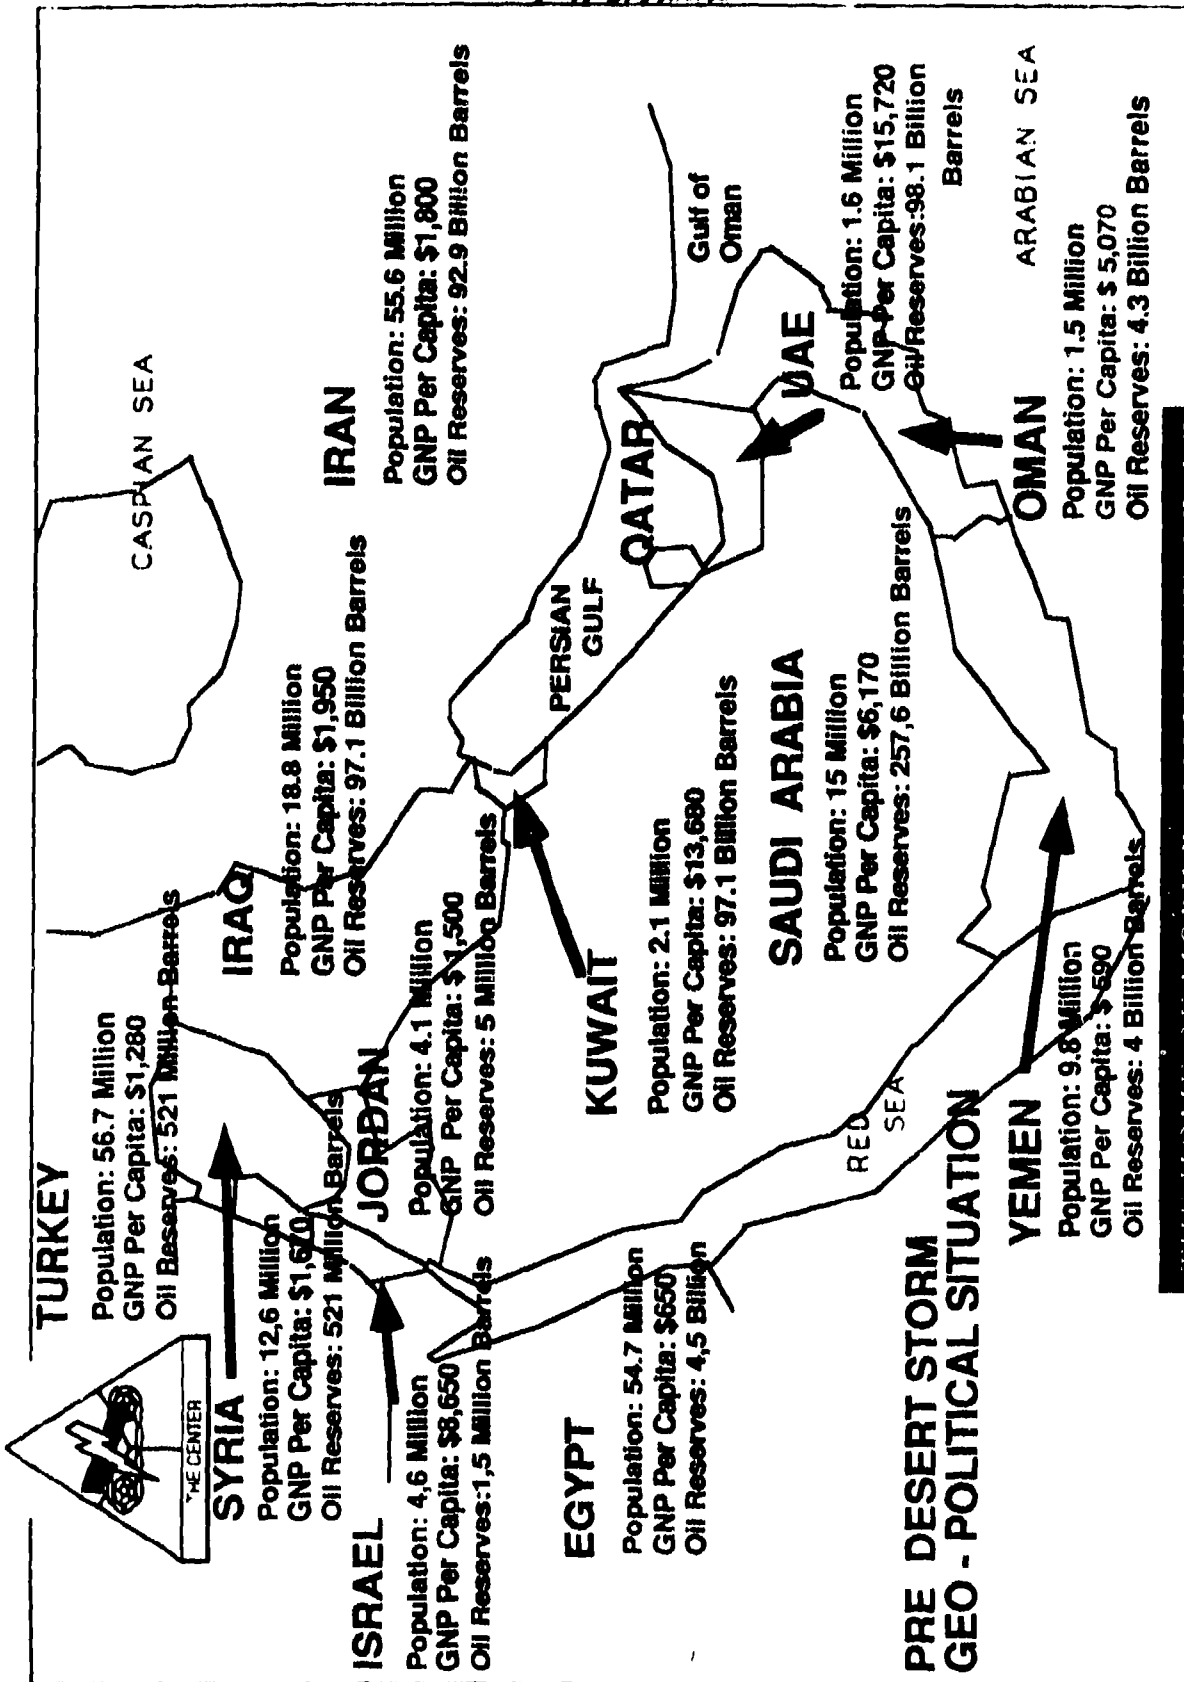 TURKEY
Population: 56.7 Million
GNP Per Capita: $1,280
Oil Reserves: 521 Million Barrels
THE CENTER
SYRIA
Population: 12,6 Million
GNP Per Capita: $1,670
Oil Reserves: 521 Million Barrels
ISRAEL
Population: 4,6 Million
GNP Per Capita: $8,650
Oil Reserves:1,5 Million Barrels
JORDAN
Population: 4.1 Million
GNP Per Capita: $1,500
Oil Reserves: 5 Million Barrels
IRAQ
Population: 18.8 Million
GNP Per Capita: $1,950
Oil Reserves: 97.1 Billion Barrels
CASPIAN SEA
IRAN
Population: 55.6 Million
GNP Per Capita: $1,800
Oil Reserves: 92.9 Billion Barrels
EGYPT
Population: 54.7 Million
GNP Per Capita: $650
Oil Reserves: 4,5 Billion
KUWAIT
Population: 2.1 Million
GNP Per Capita: $13,680
Oil Reserves: 97.1 Billion Barrels
PERSIAN
GULF
QATAR
Gulf of
Oman
SAUDI ARABIA
Population: 15 Million
GNP Per Capita: $6,170
Oil Reserves: 257,6 Billion Barrels
UAE
Population: 1.6 Million
GNP Per Capita: $15,720
Oil Reserves:98.1 Billion
Barrels
RED
SEA
PRE DESERT STORM
GEO - POLITICAL SITUATION
YEMEN
Population: 9.8 Million
GNP Per Capita: $ 590
Oil Reserves: 4 Billion Barrels
OMAN
Population: 1.5 Million
GNP Per Capita: $ 5,070
Oil Reserves: 4.3 Billion Barrels
ARABIAN SEA